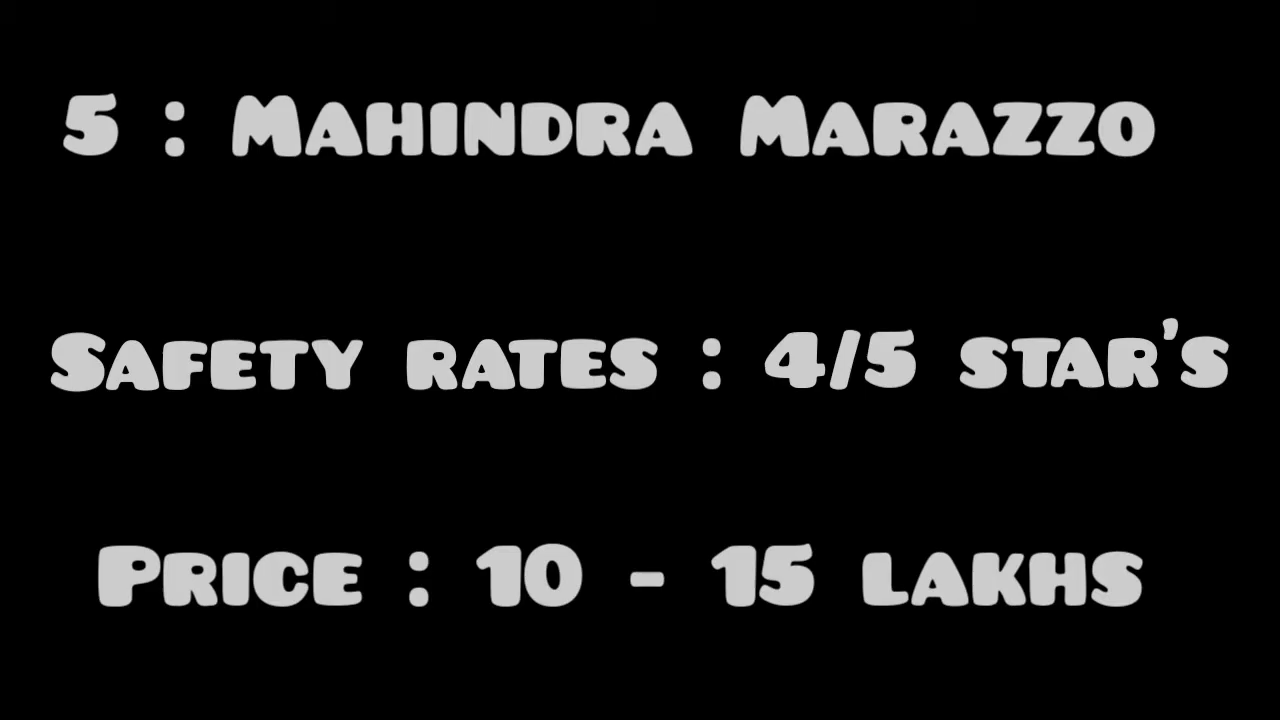 5 : Mahindra Marazzo
Safety rates : 4/5 star's
Price : 10 - 15 lakhs